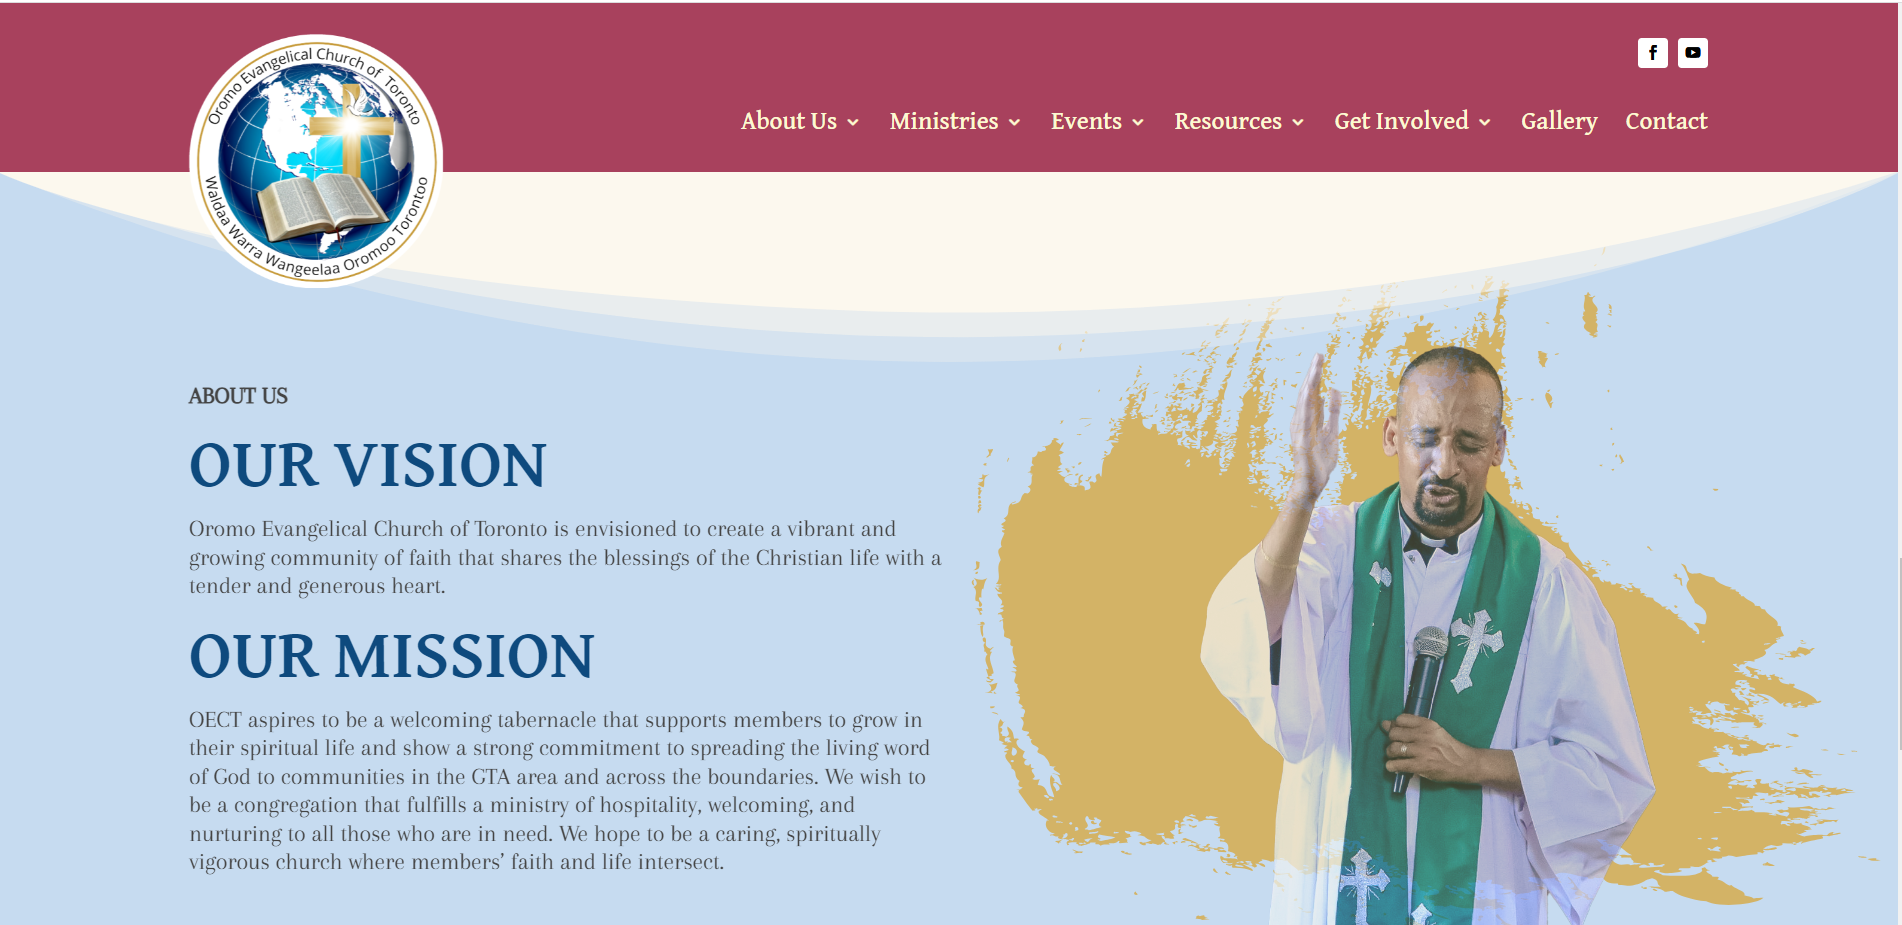 Oromo Evangelical Church of Toronto
Waldaa Warra Wangeelaa Oromoo Torontoo
f
About Us
Ministries
Events
Resources
Get Involved
Gallery
Contact
ABOUT US
OUR VISION
Oromo Evangelical Church of Toronto is envisioned to create a vibrant and
growing community of faith that shares the blessings of the Christian life with a
tender and generous heart.
OUR MISSION
OECT aspires to be a welcoming tabernacle that supports members to grow in
their spiritual life and show a strong commitment to spreading the living word
of God to communities in the GTA area and across the boundaries. We wish to
be a congregation that fulfills a ministry of hospitality, welcoming, and
nurturing to all those who are in need. We hope to be a caring, spiritually
vigorous church where members’ faith and life intersect.